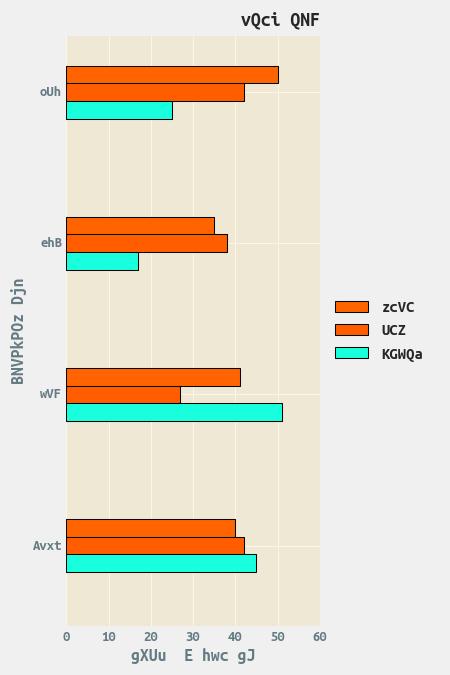 vQci QNF
oUh
ehB
wVF
Avxt
BNVPkPOz Djn
0 10 20 30 40 50 60
gXUu  E hwc gJ
zcVC
UCZ
KGWQa